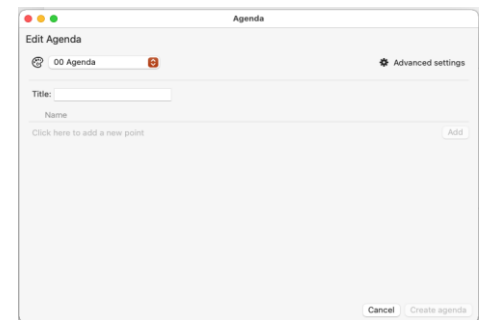 Agenda
Edit Agenda
00 Agenda
Advanced settings
Title:
Name
Click here to add a new point
Add
Cancel
Create agenda